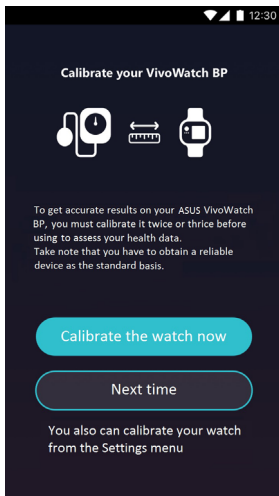 12:30
Calibrate your VivoWatch BP
To get accurate results on your ASUS VivoWatch
BP, you must calibrate it twice or thrice before
using to assess your health data.
Take note that you have to obtain a reliable
device as the standard basis.
Calibrate the watch now
Next time
You also can calibrate your watch
from the Settings menu